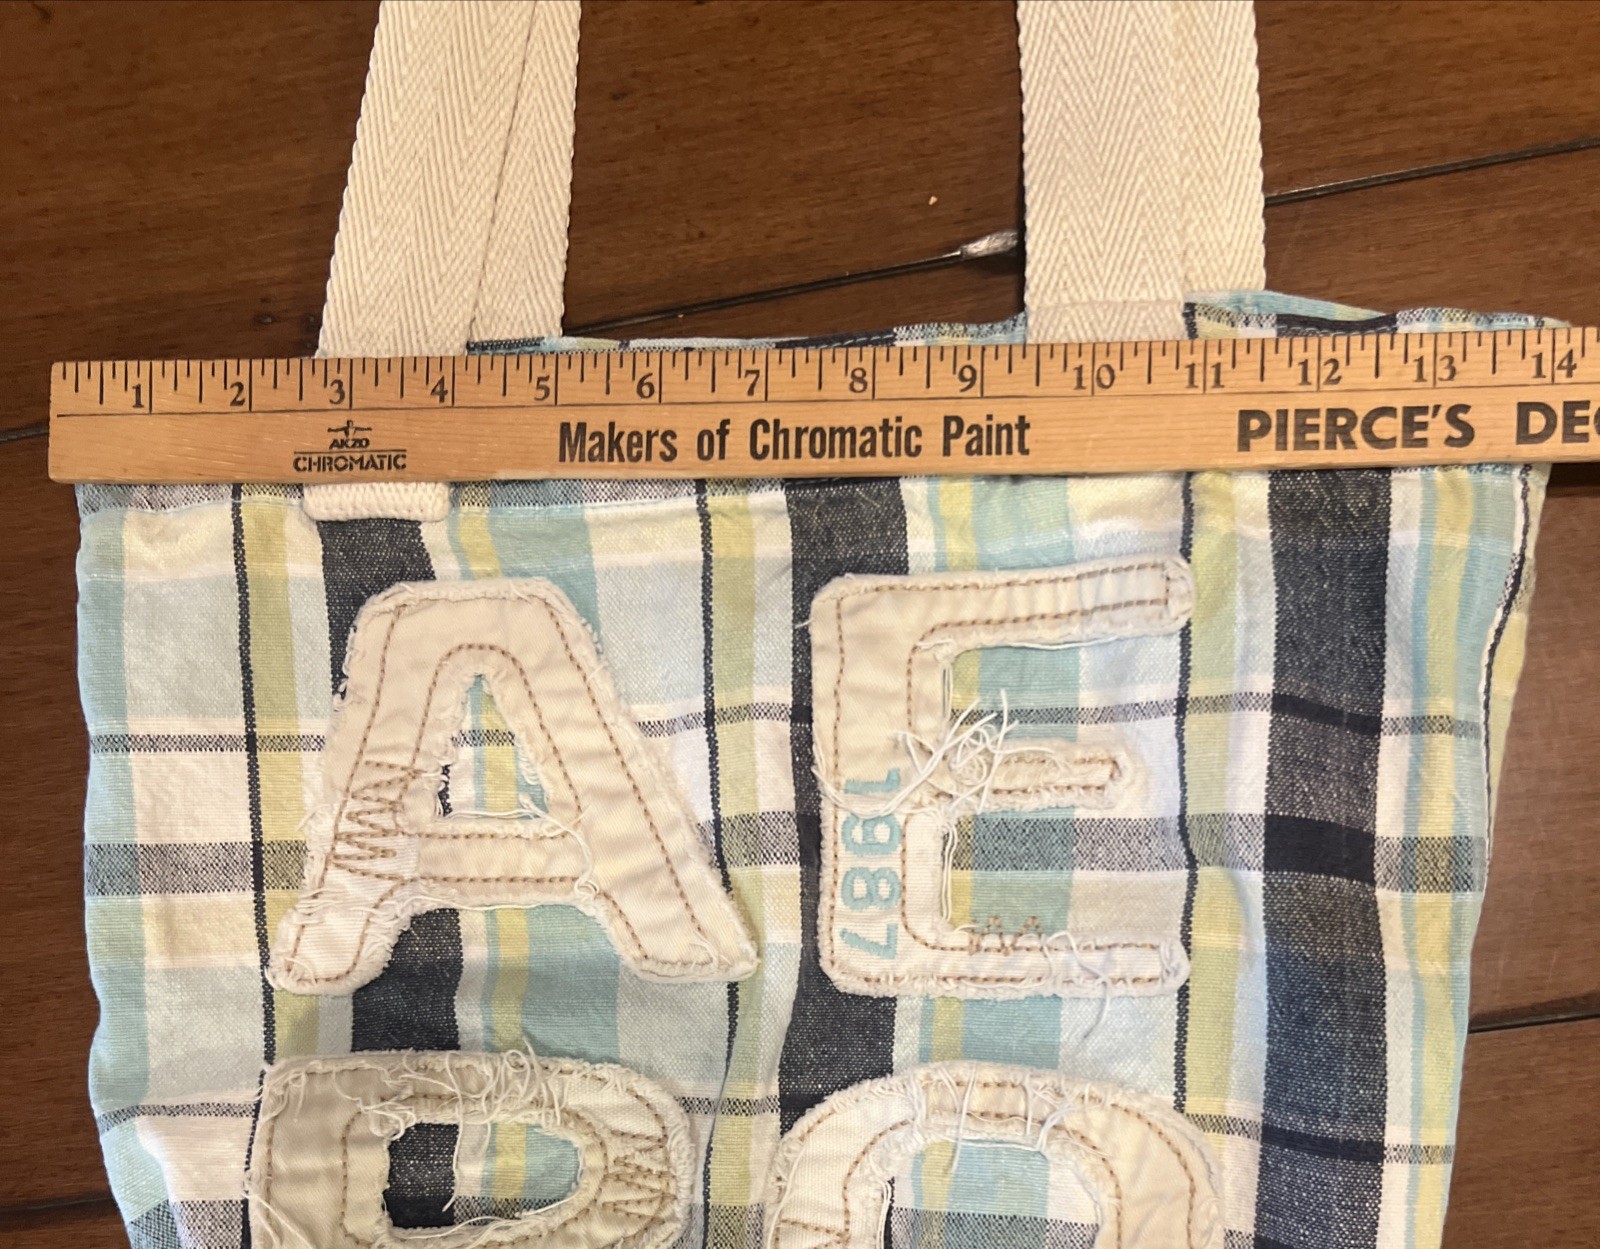 1 2 3 4 5 6 7 8 9 10 11 12 13 14
AKZO
CHROMATIC
Makers of Chromatic Paint
PIERCE'S DEC
A E
1987